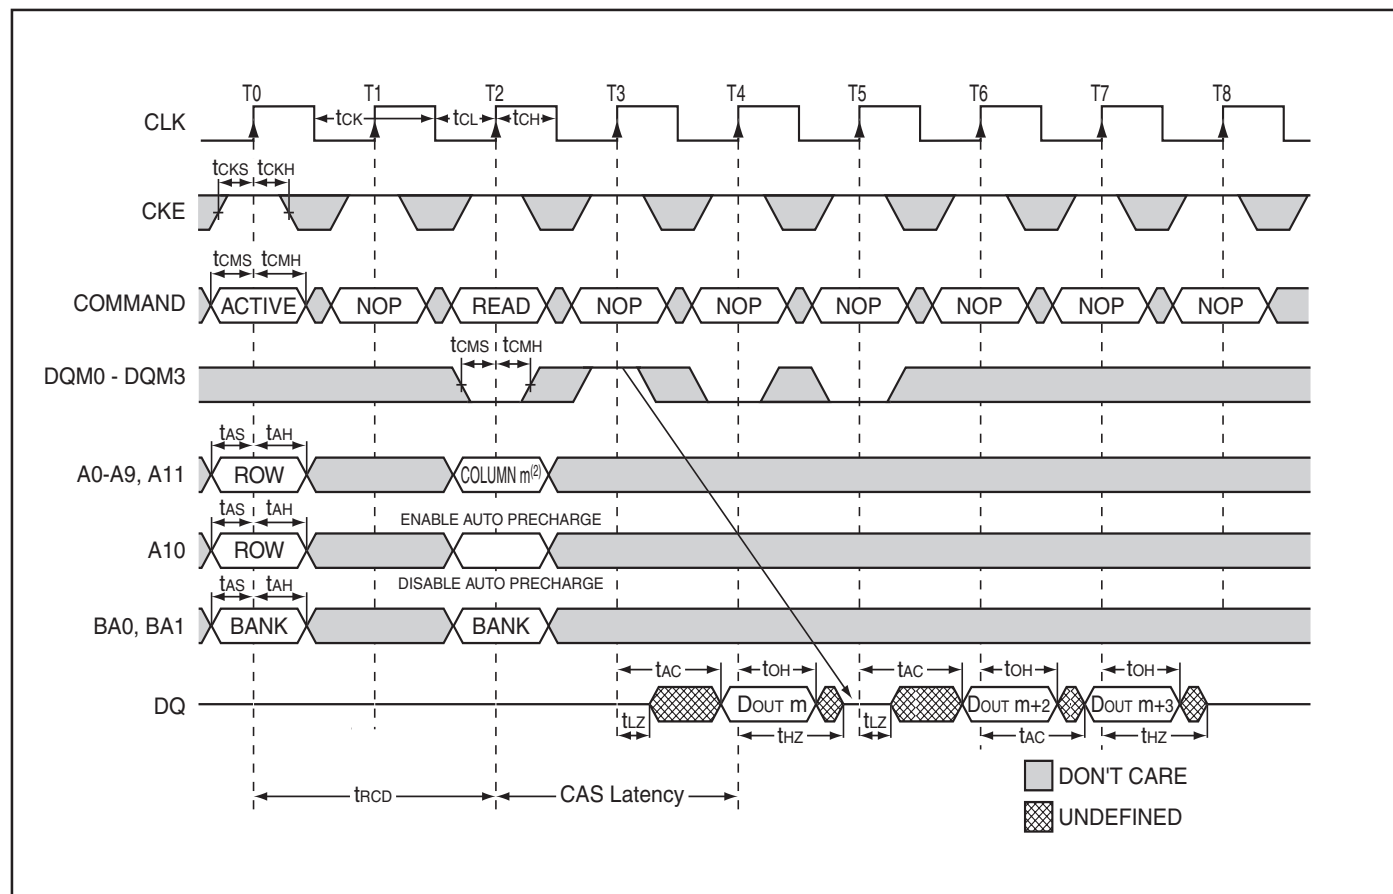 T0 T1 T2 T3 T4 T5 T6 T7 T8
CLK tCK tCL tCH
tCKS tCKH
CKE
tCMS tCMH
COMMAND ACTIVE NOP READ NOP NOP NOP NOP NOP NOP
tCMS tCMH
DQM0 - DQM3
tAS tAH
A0-A9, A11 ROW COLUMN m(2)
tAS tAH ENABLE AUTO PRECHARGE
A10 ROW
tAS tAH DISABLE AUTO PRECHARGE
BA0, BA1 BANK BANK
tAC tOH tAC tOH tOH
DQ DOUT m DOUT m+2 DOUT m+3
tLZ tHZ tLZ tAC tHZ
DON'T CARE
tRCD CAS Latency
UNDEFINED